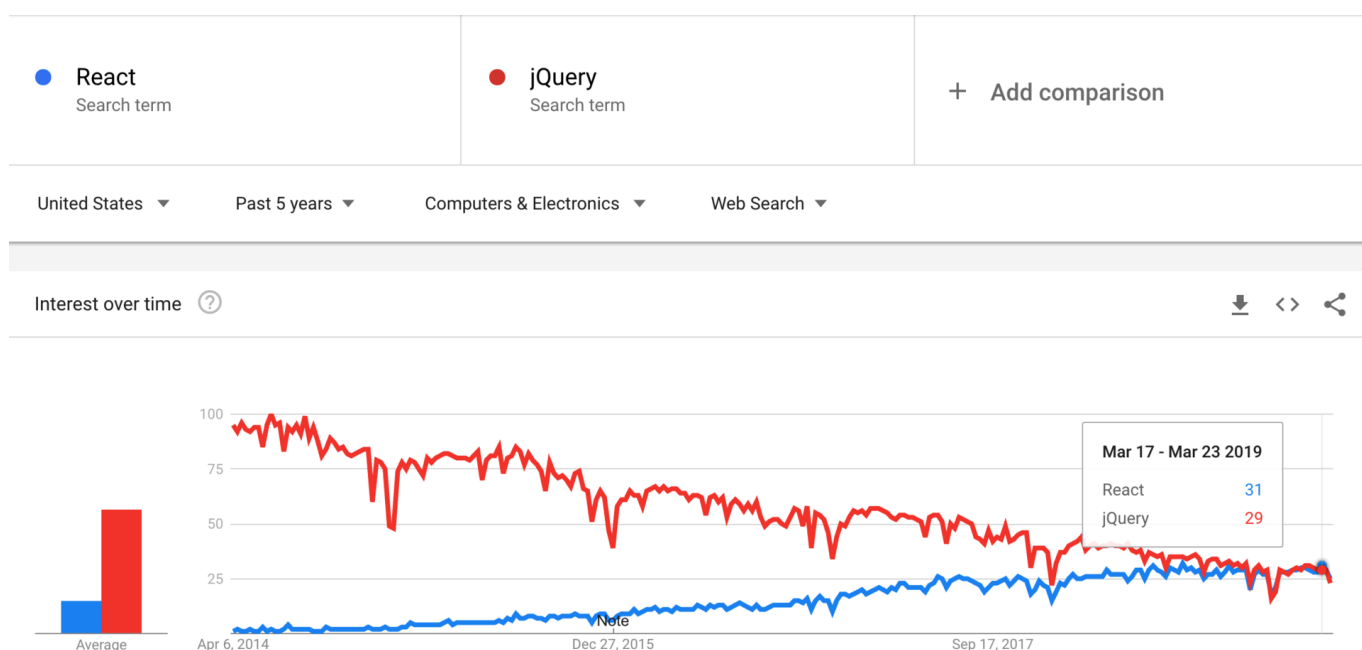 React
Search term
jQuery
Search term
+ Add comparison
United States
Past 5 years
Computers & Electronics
Web Search
Interest over time ?
100
75
50
25
Mar 17 - Mar 23 2019
React 31
jQuery 29
Note
Average
Apr 6, 2014
Dec 27, 2015
Sep 17, 2017